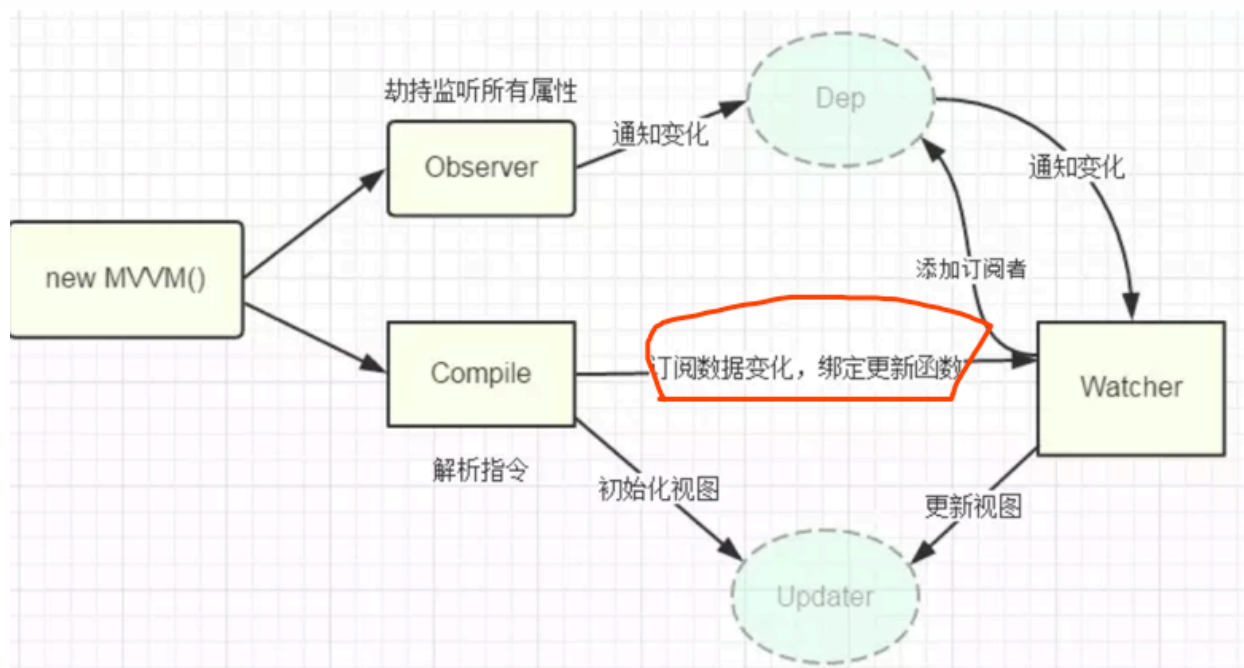 劫持监听所有属性
Dep
通知变化
Observer
通知变化
new MVVM()
添加订阅者
Compile
订阅数据变化，绑定更新函数
Watcher
解析指令
初始化视图
更新视图
Updater